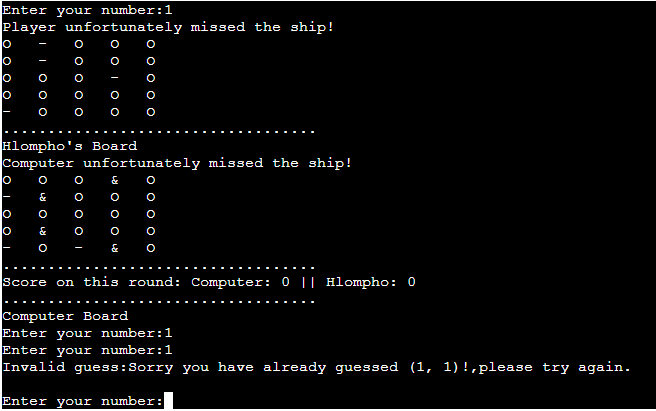 Enter your number:1
Player unfortunately missed the ship!
O - O O O
O - O O O
O O O - O
O O O O O
- O O O O
...................................
Hlompho's Board
Computer unfortunately missed the ship!
O O O & O
- & O O O
O O O O O
O & O O O
- O - & O
...................................
Score on this round: Computer: 0 || Hlompho: 0
...................................
Computer Board
Enter your number:1
Enter your number:1
Invalid guess:Sorry you have already guessed (1, 1)!,please try again.
Enter your number: